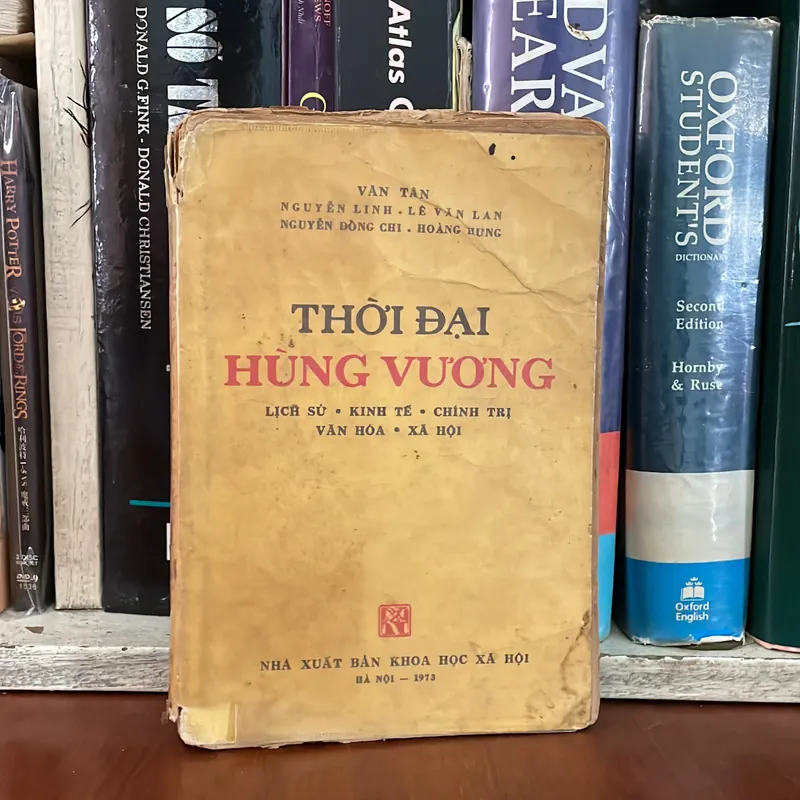 VĂN TÂN
NGUYỄN LINH . LÊ VĂN LAN
NGUYỄN ĐỒNG CHI . HOÀNG HƯNG
THỜI ĐẠI
HÙNG VƯƠNG
LỊCH SỬ • KINH TẾ • CHÍNH TRỊ
VĂN HÓA • XÃ HỘI
NHÀ XUẤT BẢN KHOA HỌC XÃ HỘI
HÀ NỘI — 1973
HARRY POTTER
LORD OF THE RINGS
DVD-9
DONALD G.FINK - DONALD CHRISTIANSEN
Atlas
OXFORD
STUDENT'S
DICTIONARY
Second
Edition
Hornby
& Ruse
Oxford
English